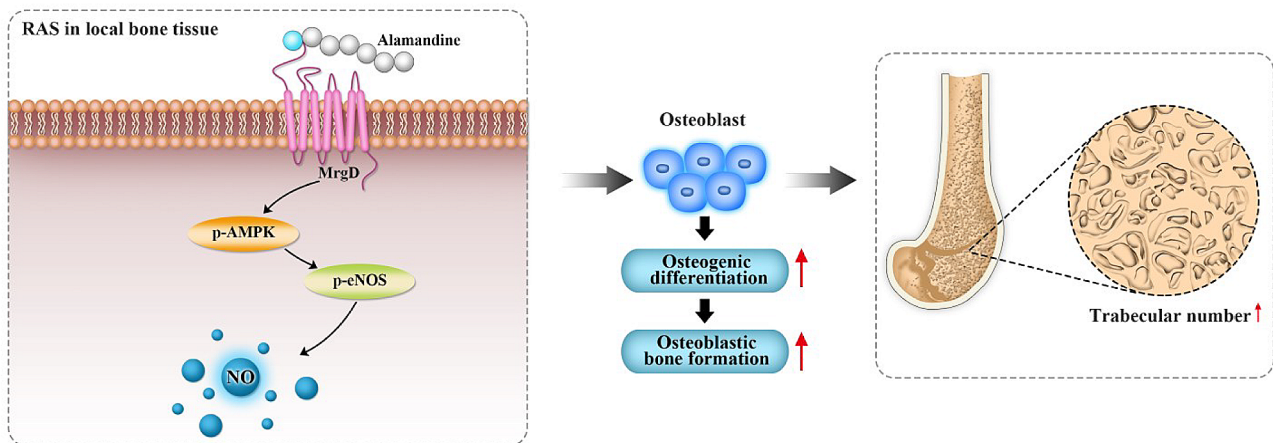 RAS in local bone tissue
Alamandine
MrgD
p-AMPK
p-eNOS
NO
Osteoblast
Osteogenic
differentiation
Osteoblastic
bone formation
Trabecular number